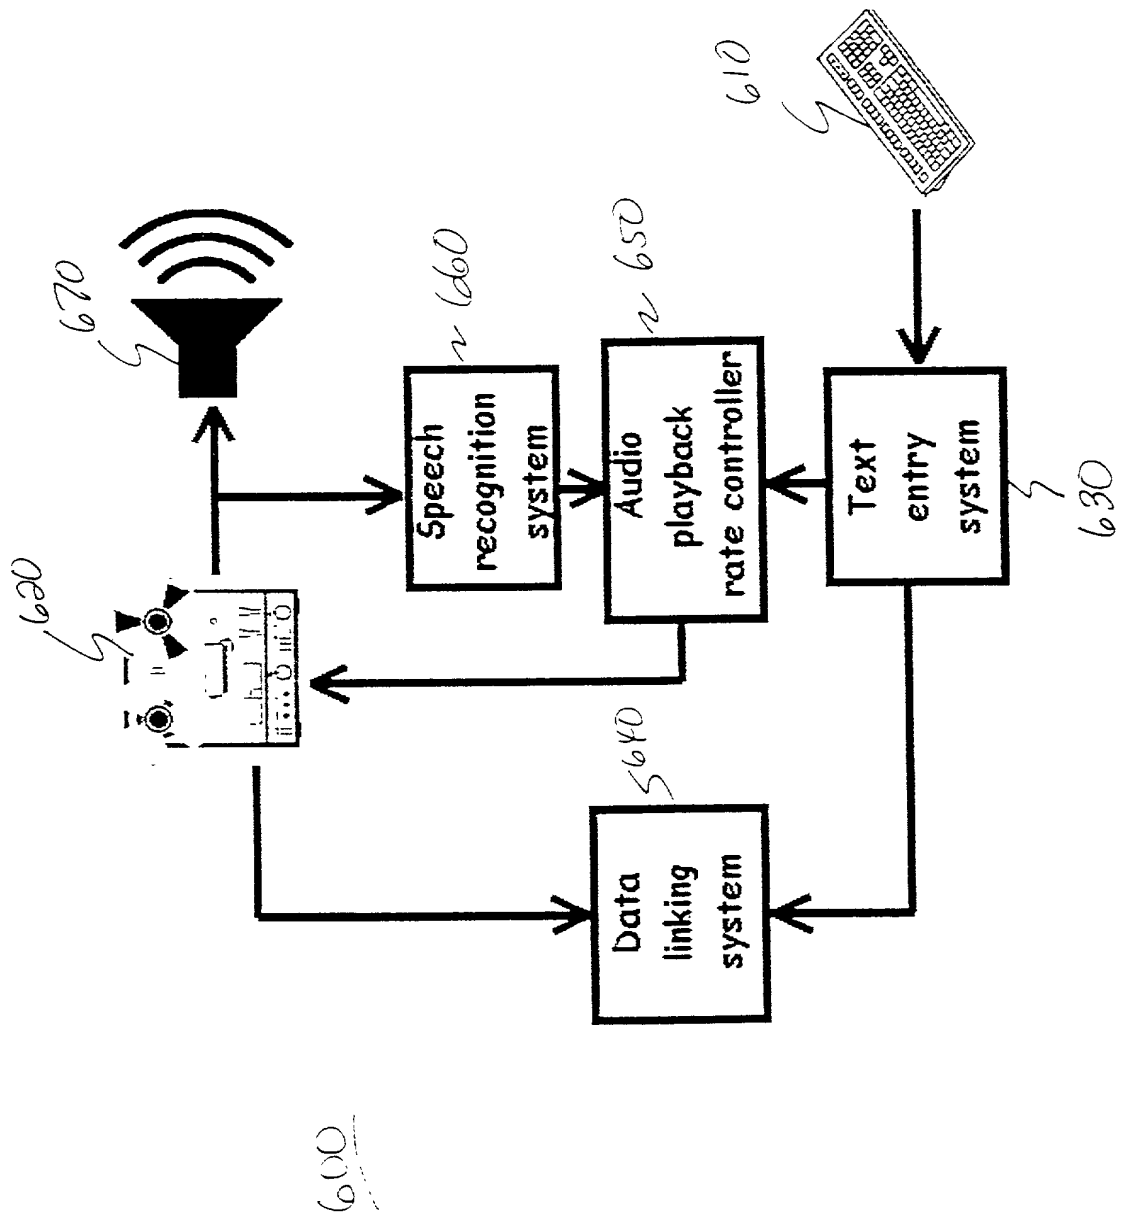 600
620
670
Speech
recognition
system
660
Audio
playback
rate controller
650
610
Data
linking
system
640
Text
entry
system
630